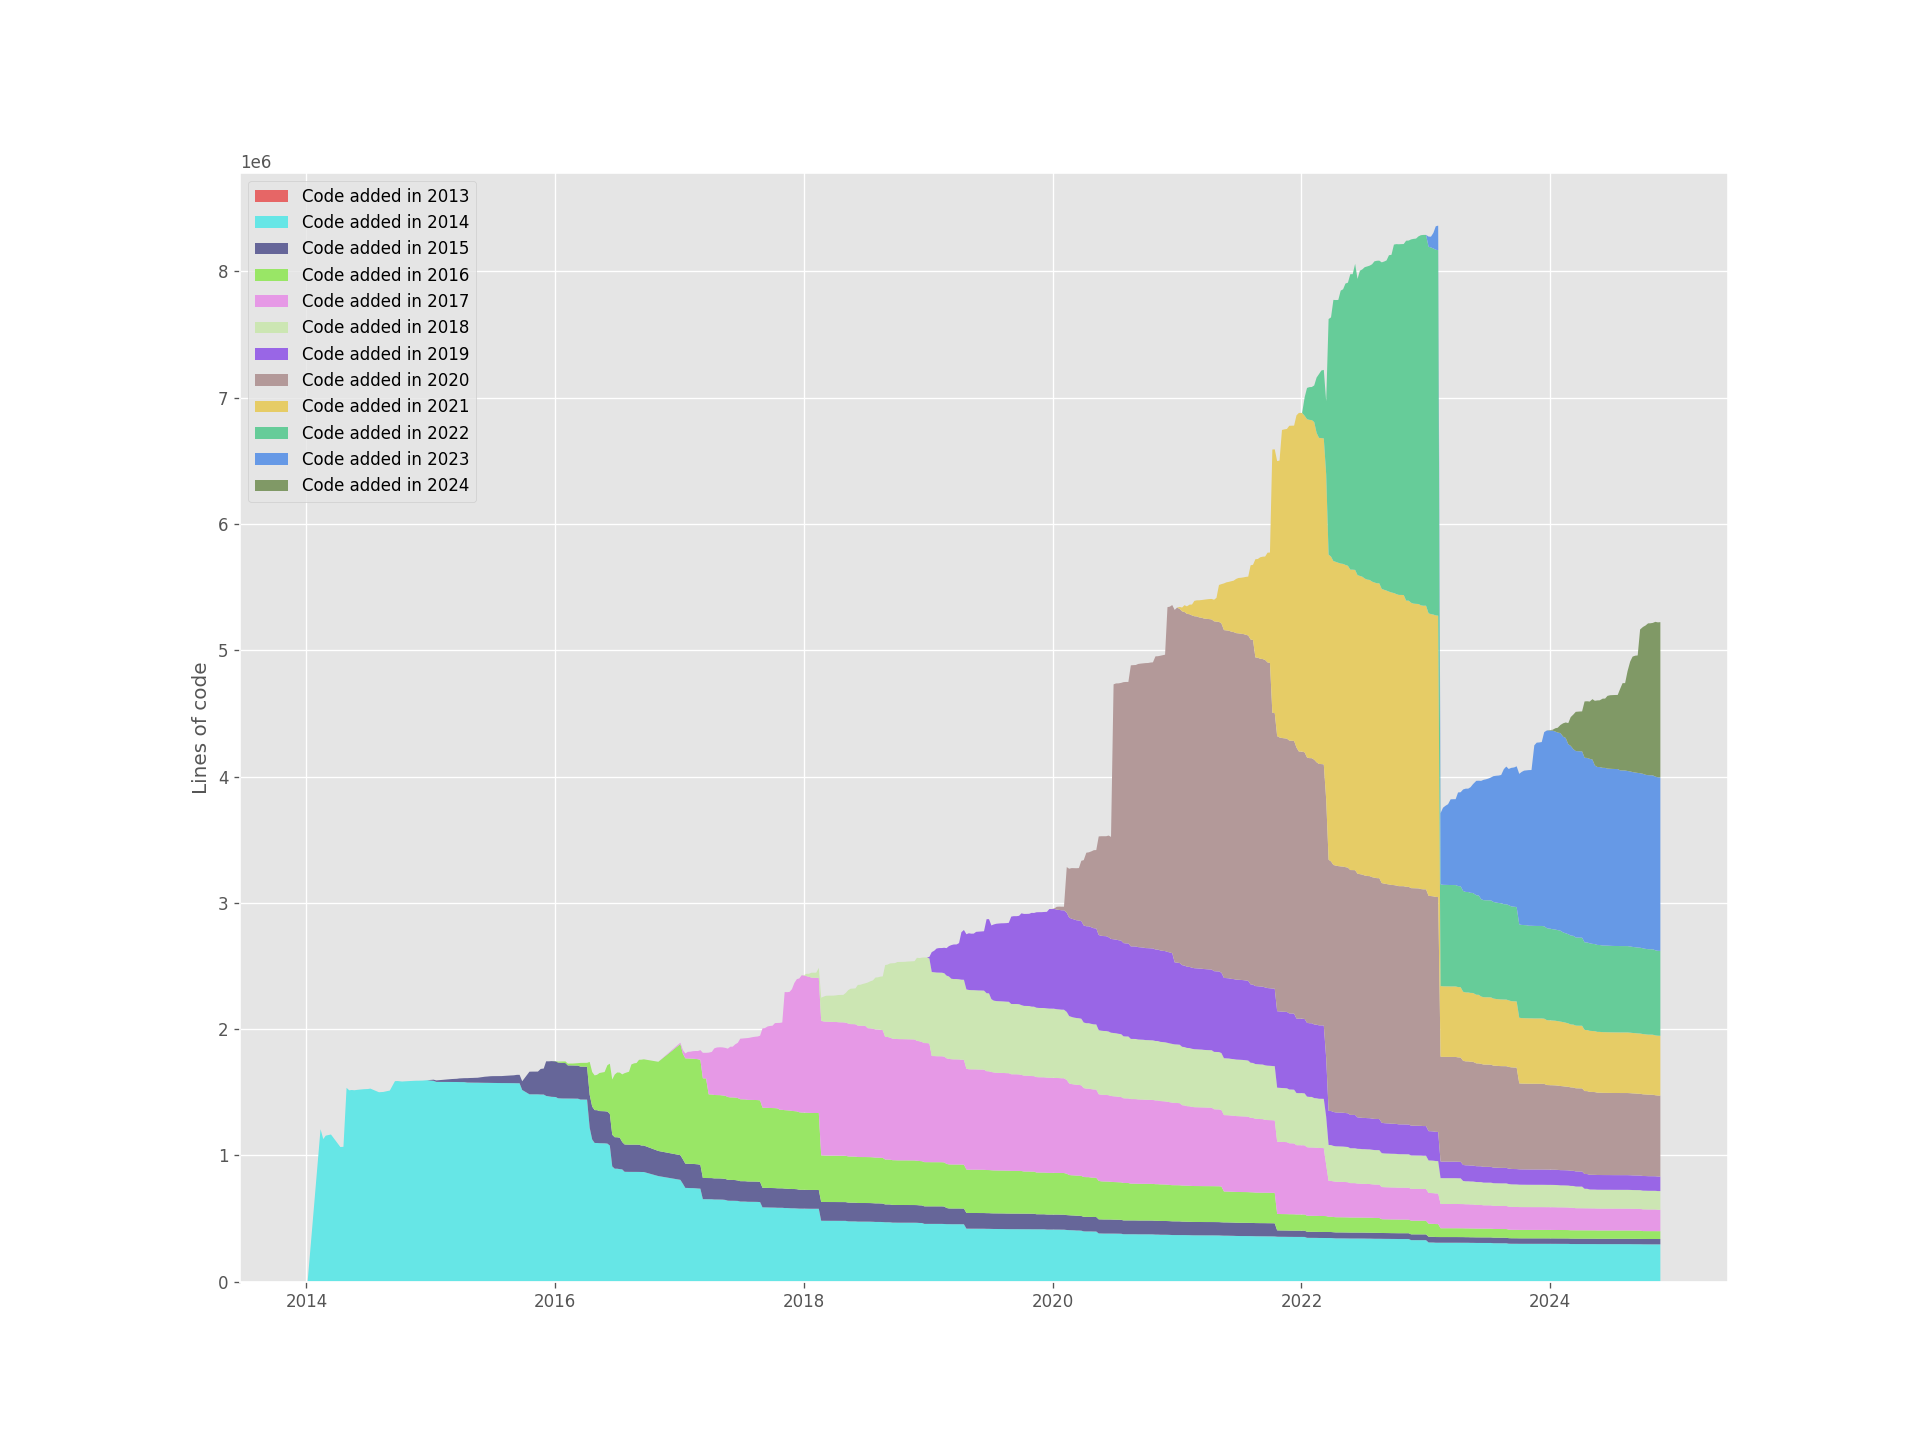 1e6
Code added in 2013
Code added in 2014
Code added in 2015
Code added in 2016
Code added in 2017
Code added in 2018
Code added in 2019
Code added in 2020
Code added in 2021
Code added in 2022
Code added in 2023
Code added in 2024
Lines of code
8
7
6
5
4
3
2
1
0
2014
2016
2018
2020
2022
2024